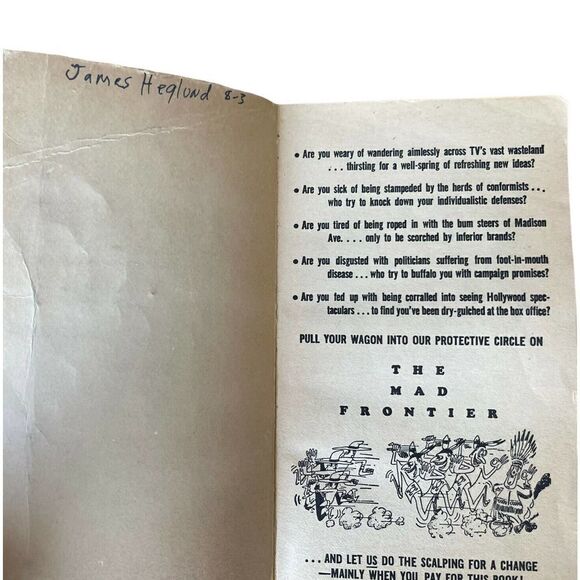 James Heglund 8-3
• Are you weary of wandering aimlessly across TV's vast wasteland
. . . thirsting for a well-spring of refreshing new ideas?
• Are you sick of being stampeded by the herds of conformists . . .
who try to knock down your individualistic defenses?
• Are you tired of being roped in with the bum steers of Madison
Ave. . . . only to be scorched by inferior brands?
• Are you disgusted with politicians suffering from foot-in-mouth
disease . . . who try to buffalo you with campaign promises?
• Are you fed up with being corralled into seeing Hollywood spec-
taculars . . . to find you've been dry-gulched at the box office?
PULL YOUR WAGON INTO OUR PROTECTIVE CIRCLE ON
THE
MAD
FRONTIER
. . . AND LET US DO THE SCALPING FOR A CHANGE
—MAINLY WHEN YOU PAY FOR THIS BOOK!